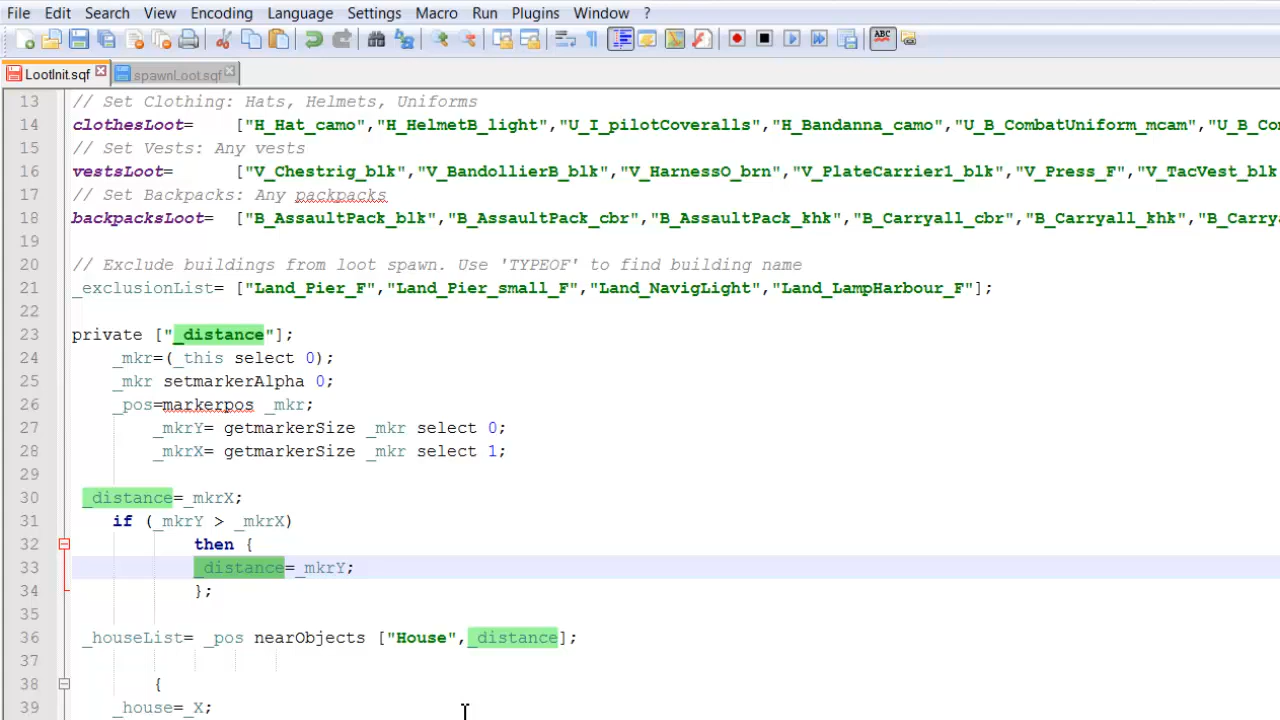 File Edit Search View Encoding Language Settings Macro Run Plugins Window ?
ABC
LootInit.sqf spawnLoot.sqf
13 // Set Clothing: Hats, Helmets, Uniforms
14 clothesLoot= ["H_Hat_camo","H_HelmetB_light","U_I_pilotCoveralls","H_Bandanna_camo","U_B_CombatUniform_mcam","U_B_Co
15 // Set Vests: Any vests
16 vestsLoot= ["V_Chestrig_blk","V_BandollierB_blk","V_HarnessO_brn","V_PlateCarrier1_blk","V_Press_F","V_TacVest_blk
17 // Set Backpacks: Any packpacks
18 backpacksLoot= ["B_AssaultPack_blk","B_AssaultPack_cbr","B_AssaultPack_khk","B_Carryall_cbr","B_Carryall_khk","B_Carrya
19
20 // Exclude buildings from loot spawn. Use 'TYPEOF' to find building name
21 _exclusionList= ["Land_Pier_F","Land_Pier_small_F","Land_NavigLight","Land_LampHarbour_F"];
22
23 private ["_distance"];
24 _mkr=(_this select 0);
25 _mkr setmarkerAlpha 0;
26 _pos=markerpos _mkr;
27 _mkrY= getmarkerSize _mkr select 0;
28 _mkrX= getmarkerSize _mkr select 1;
29
30 _distance=_mkrX;
31 if (_mkrY > _mkrX)
32 then {
33 _distance=_mkrY;
34 };
35
36 _houseList= _pos nearObjects ["House",_distance];
37
38 {
39 _house=_X;